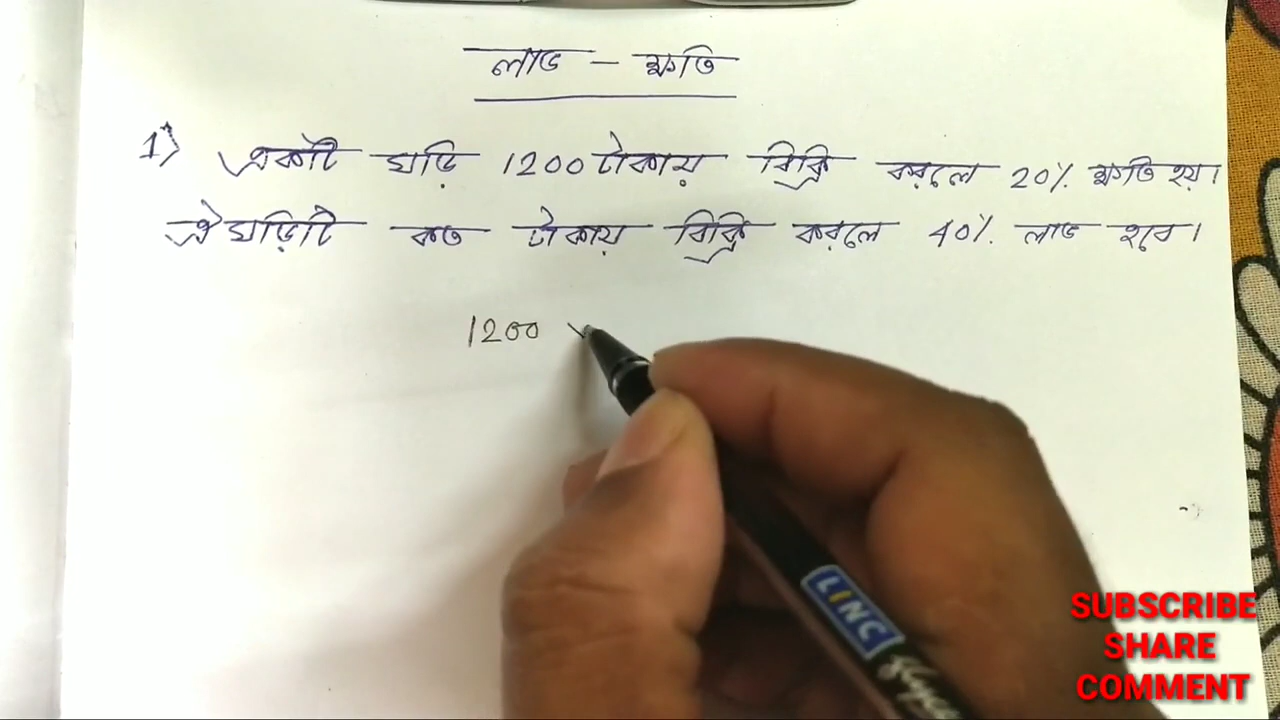 লাভ – ক্ষতি
1) একটি ঘড়ি 1200 টাকায় বিক্রি করলে 20% ক্ষতি হয়।
ঐ ঘড়িটি কত টাকায় বিক্রি করলে 40% লাভ হবে।
1200
LINC
SUBSCRIBE
SHARE
COMMENT